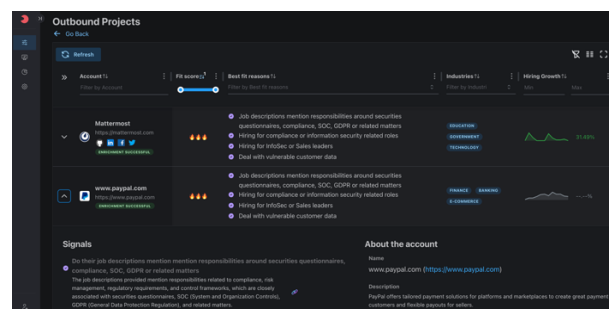 Outbound Projects
← Go Back
Refresh
Account
Fit score
Best fit reasons
Industries
Hiring Growth
Filter by Account
Filter by Best fit reasons
Filter by Industri
Min
Max
Mattermost
https://mattermost.com
ENRICHMENT SUCCESSFUL
Job descriptions mention responsibilities around securities
questionnaires, compliance, SOC, GDPR or related matters
Hiring for compliance or information security related roles
Hiring for InfoSec or Sales leaders
Deal with vulnerable customer data
EDUCATION
GOVERNMENT
TECHNOLOGY
31.43%
www.paypal.com
https://www.paypal.com
ENRICHMENT SUCCESSFUL
Job descriptions mention responsibilities around securities
questionnaires, compliance, SOC, GDPR or related matters
Hiring for compliance or information security related roles
Hiring for InfoSec or Sales leaders
Deal with vulnerable customer data
FINANCE BANKING
E-COMMERCE
Signals
Do their job descriptions mention mention responsibilities around securities questionnaires,
compliance, SOC, GDPR or related matters
The job descriptions provided mention responsibilities related to compliance, risk
management, regulatory requirements, and control frameworks, which are closely
associated with securities questionnaires, SOC (System and Organization Controls),
GDPR (General Data Protection Regulation), and related matters.
About the account
Name
www.paypal.com (https://www.paypal.com)
Description
PayPal offers tailored payment solutions for platforms and marketplaces to create great payment
customers and flexible payouts for sellers.